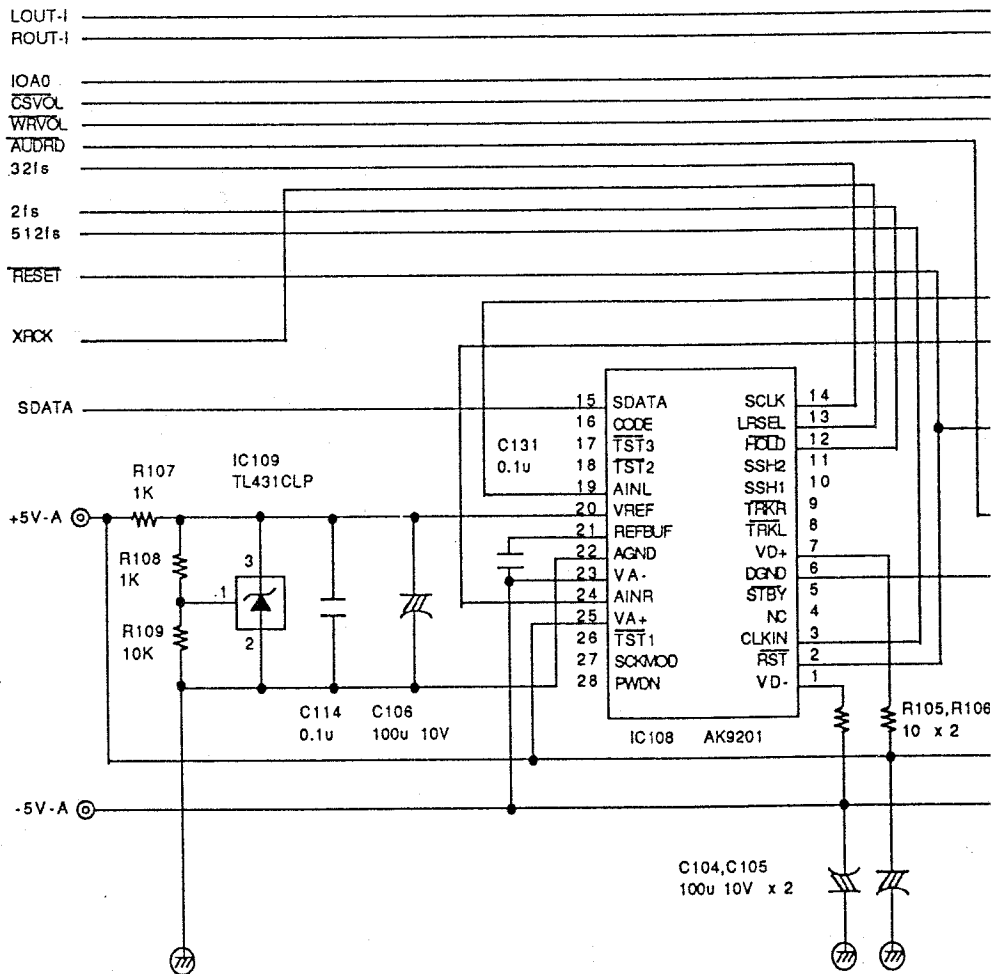 LOUT-I
ROUT-I
IOA0
CSVOL
WRVOL
AUDRD
32fs
2fs
512fs
RESET
XRCK
SDATA
IC109
TL431CLP
R107
1K
+5V-A
R108
1K
R109
10K
3
1
2
C114
0.1u
C106
100u 10V
C131
0.1u
15 SDATA
16 CODE
17 TST3
18 TST2
19 AINL
20 VREF
21 REFBUF
22 AGND
23 VA-
24 AINR
25 VA+
26 TST1
27 SCKMOD
28 PWDN
SCLK 14
LRSEL 13
HOLD 12
SSH2 11
SSH1 10
TRKR 9
TRKL 8
VD+ 7
DGND 6
STBY 5
NC 4
CLKIN 3
RST 2
VD- 1
IC108 AK9201
R105,R106
10 x 2
-5V-A
C104,C105
100u 10V x 2